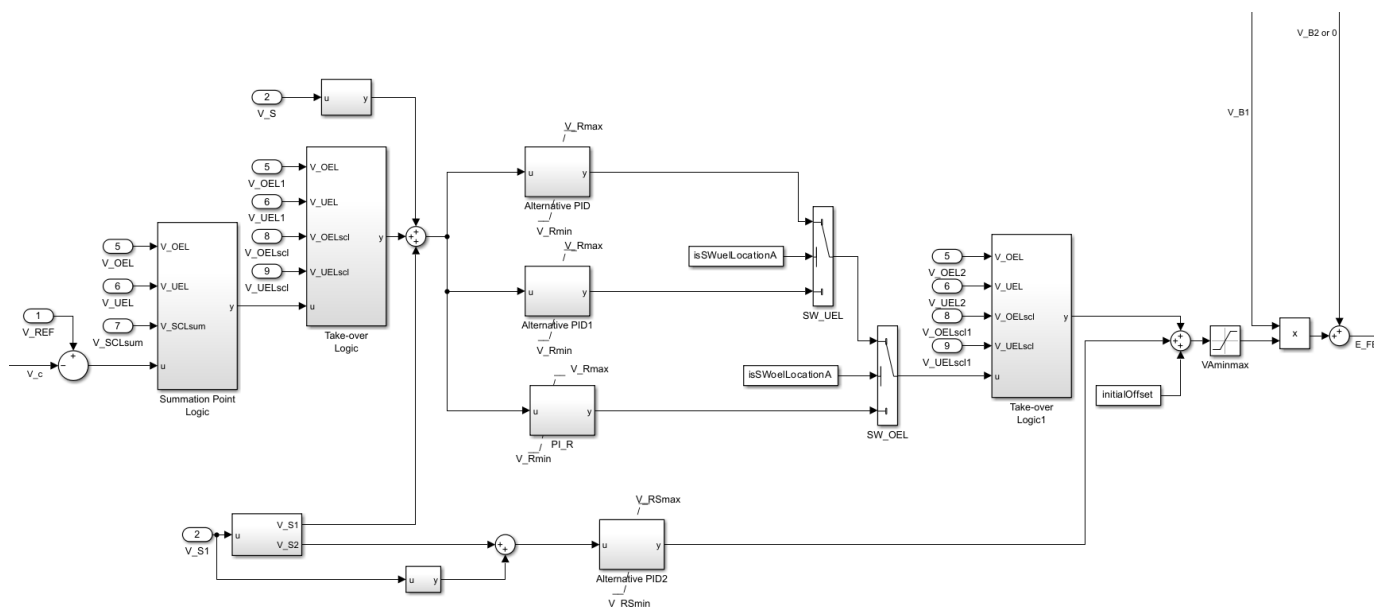 V_B2 or 0
V_B1
2
V_S
u
y
5
V_OEL1
6
V_UEL1
8
V_OELscl
9
V_UELscl
V_OEL
V_UEL
V_OELscl
V_UELscl
u
y
Take-over
Logic
5
V_OEL
6
V_UEL
7
V_SCLsum
V_OEL
V_UEL
V_SCLsum
u
y
Summation Point
Logic
1
V_REF
V_c
+
−
+
+
+
V_Rmax
u
y
Alternative PID
V_Rmin
V_Rmax
u
y
Alternative PID1
V_Rmin
V_Rmax
u
y
PI_R
V_Rmin
isSWuelLocationA
SW_UEL
isSWoelLocationA
SW_OEL
5
V_OEL2
6
V_UEL2
8
V_OELscl1
9
V_UELscl1
V_OEL
V_UEL
V_OELscl
V_UELscl
u
y
Take-over
Logic1
+
+
+
initialOffset
VAminmax
x
+
+
E_FE
2
V_S1
u
V_S1
V_S2
u
y
+
+
V_RSmax
u
y
Alternative PID2
V_RSmin